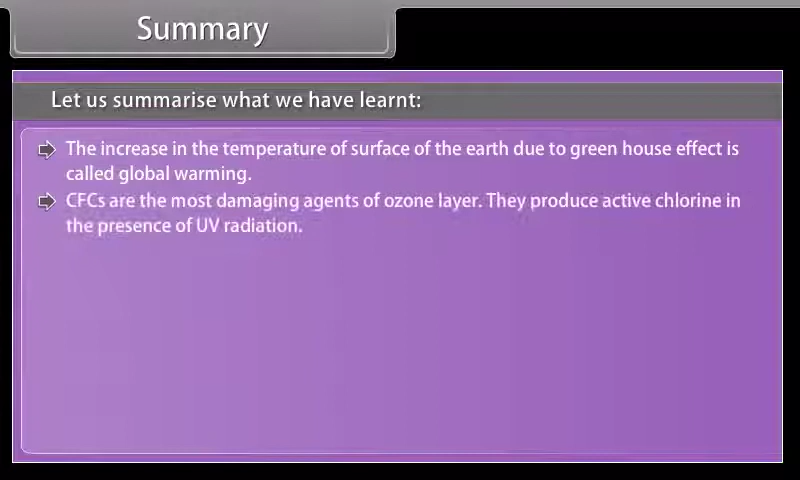 Summary
Let us summarise what we have learnt:
The increase in the temperature of surface of the earth due to green house effect is
called global warming.
CFCs are the most damaging agents of ozone layer. They produce active chlorine in
the presence of UV radiation.